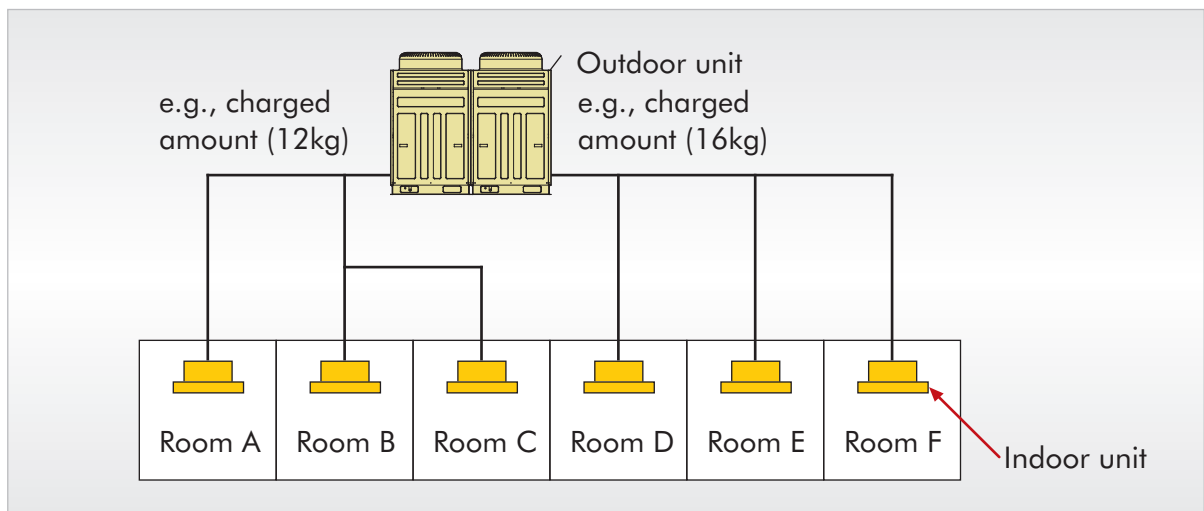 Outdoor unit
e.g., charged
amount (12kg)
e.g., charged
amount (16kg)
Room A
Room B
Room C
Room D
Room E
Room F
Indoor unit